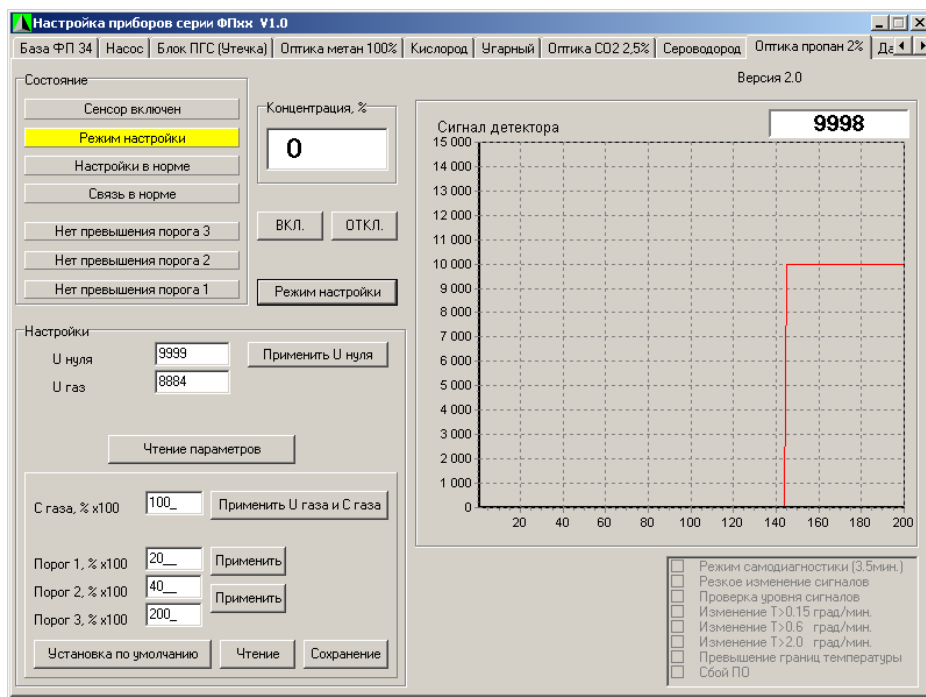 Настройка приборов серии ФПхх V1.0
База ФП 34 Насос Блок ПГС (Утечка) Оптика метан 100% Кислород Угарный Оптика CO2 2,5% Сероводород Оптика пропан 2% Да
Версия 2.0
Состояние
Сенсор включен
Режим настройки
Настройки в норме
Связь в норме
Нет превышения порога 3
Нет превышения порога 2
Нет превышения порога 1
Концентрация, %
0
ВКЛ. ОТКЛ.
Режим настройки
Сигнал детектора
9998
15 000
14 000
13 000
12 000
11 000
10 000
9 000
8 000
7 000
6 000
5 000
4 000
3 000
2 000
1 000
0
20 40 60 80 100 120 140 160 180 200
Настройки
U нуля 9999 Применить U нуля
U газ 8884
Чтение параметров
С газа, % x100 100_ Применить U газа и С газа
Порог 1, % x100 20__ Применить
Порог 2, % x100 40__ Применить
Порог 3, % x100 200_
Установка по умолчанию Чтение Сохранение
Режим самодиагностики (3.5мин.)
Резкое изменение сигналов
Проверка уровня сигналов
Изменение T>0.15 град/мин.
Изменение T>0.6 град/мин.
Изменение T>2.0 град/мин.
Превышение границ температуры
Сбой ПО